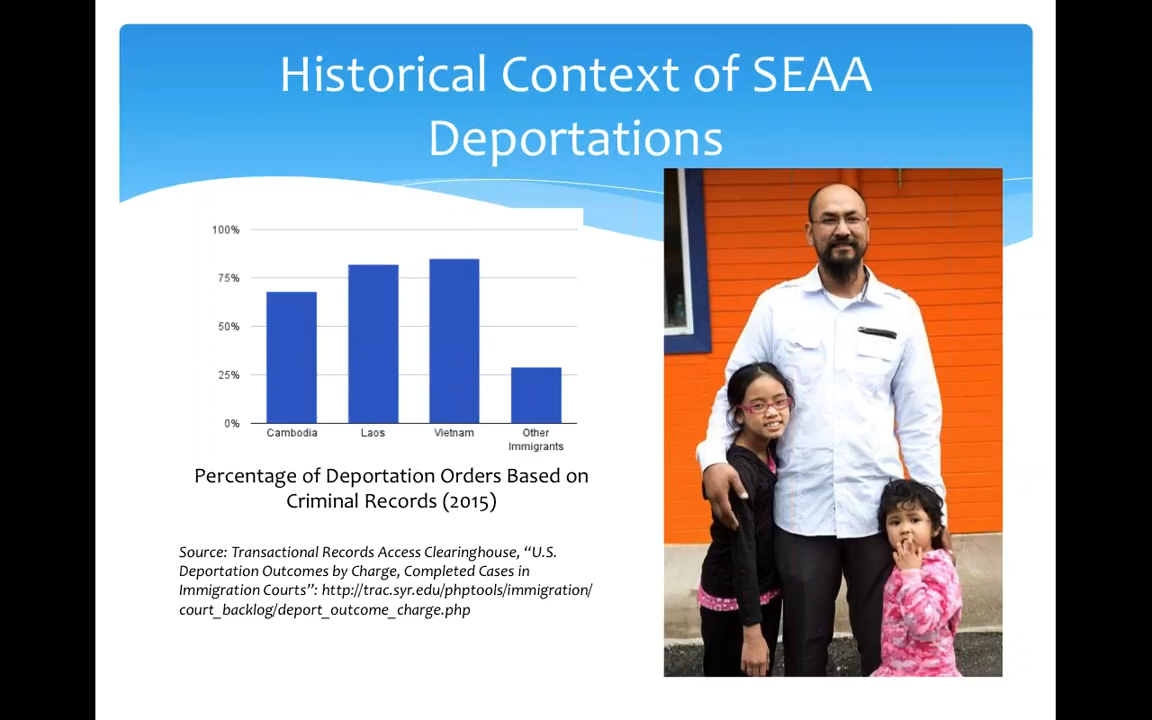 Historical Context of SEAA
Deportations
100%
75%
50%
25%
0%
Cambodia
Laos
Vietnam
Other
Immigrants
Percentage of Deportation Orders Based on
Criminal Records (2015)
Source: Transactional Records Access Clearinghouse, “U.S.
Deportation Outcomes by Charge, Completed Cases in
Immigration Courts”: http://trac.syr.edu/phptools/immigration/
court_backlog/deport_outcome_charge.php